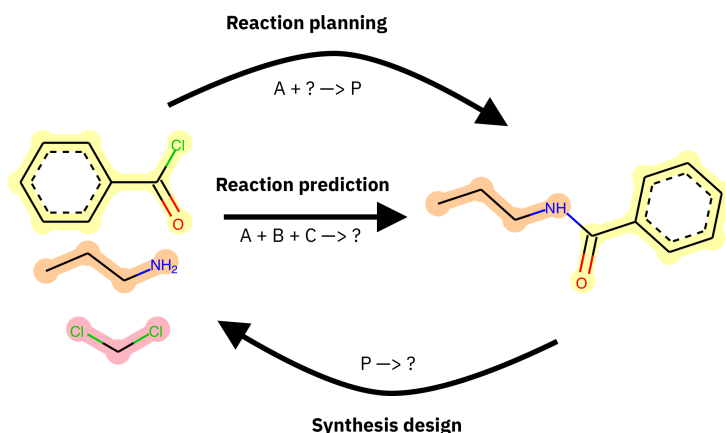 Reaction planning
A + ? —> P
Cl
O
Reaction prediction
A + B + C —> ?
NH
NH₂
O
Cl
Cl
P —> ?
Synthesis design